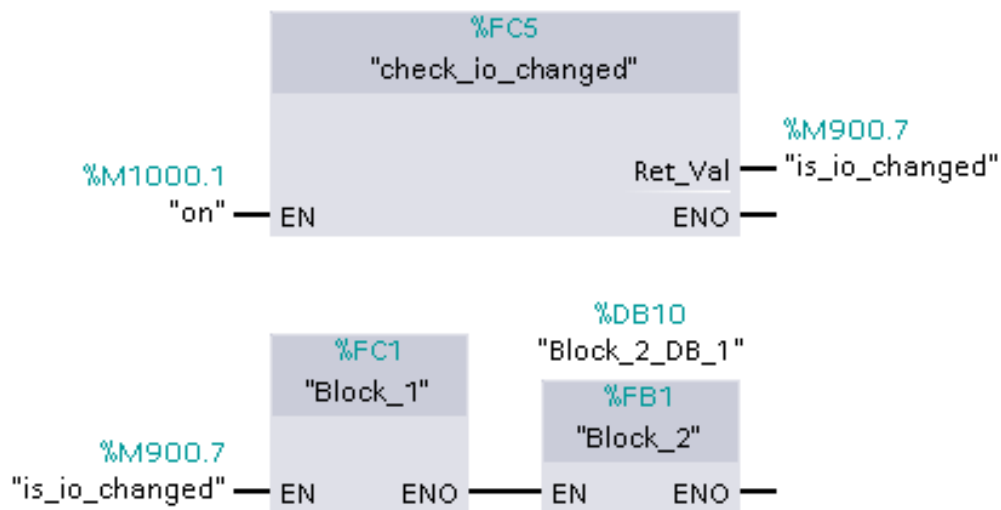 %FC5
"check_io_changed"
%M900.7
%M1000.1
Ret_Val
"is_io_changed"
"on"
EN
ENO
%DB10
%FC1
"Block_2_DB_1"
"Block_1"
%FB1
"Block_2"
%M900.7
"is_io_changed"
EN
ENO
EN
ENO